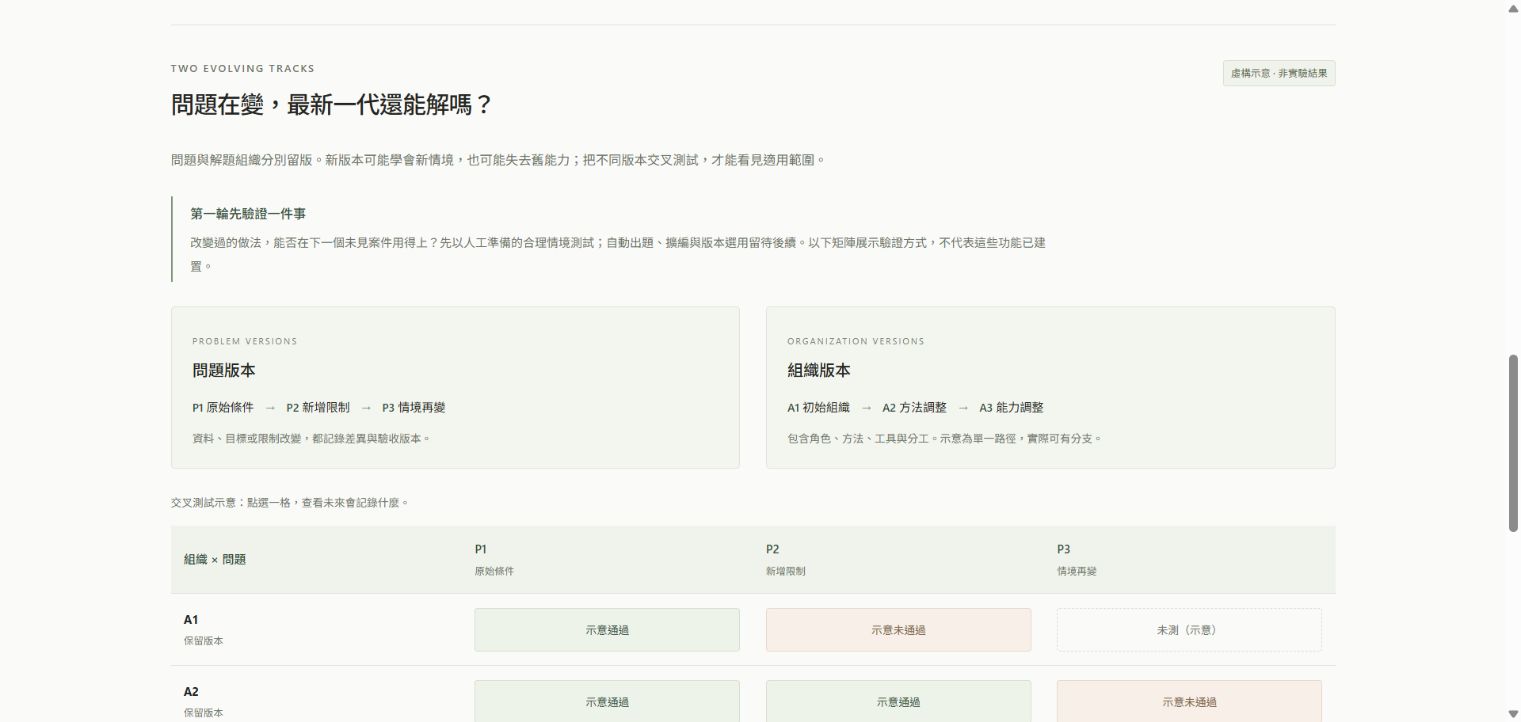 TWO EVOLVING TRACKS
虛構示意 · 非實驗結果
問題在變，最新一代還能解嗎？
問題與解題組織分別留版。新版本可能學會新情境，也可能失去舊能力；把不同版本交叉測試，才能看見適用範圍。
第一輪先驗證一件事
改變過的做法，能否在下一個未見案件用得上？先以人工準備的合理情境測試；自動出題、擴編與版本選用留待後續。以下矩陣展示驗證方式，不代表這些功能已建
置。
PROBLEM VERSIONS
問題版本
P1 原始條件 → P2 新增限制 → P3 情境再變
資料、目標或限制改變，都記錄差異與驗收版本。
ORGANIZATION VERSIONS
組織版本
A1 初始組織 → A2 方法調整 → A3 能力調整
包含角色、方法、工具與分工。示意為單一路徑，實際可有分支。
交叉測試示意：點選一格，查看未來會記錄什麼。
組織 × 問題
P1
原始條件
P2
新增限制
P3
情境再變
A1
保留版本
示意通過
示意未通過
未測（示意）
A2
保留版本
示意通過
示意通過
示意未通過